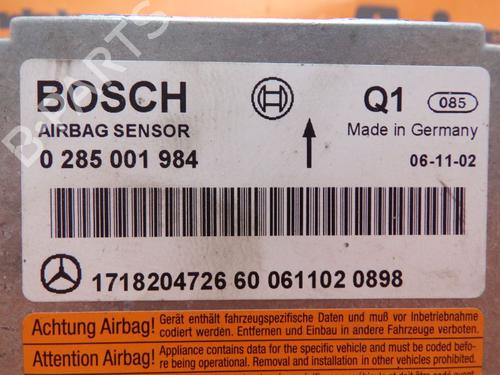 BOSCH
Q1
085
AIRBAG SENSOR
Made in Germany
0 285 001 984
06-11-02
1718204726 60 061102 0898
Achtung Airbag! Gerät enthält fahrzeugspezifische Daten und muß vor Inbetriebnahme
codiert werden. Entfernen und Einbau in andere Fahrzeuge verboten.
Attention Airbag! Appliance contains data for the specific vehicle and must be coded befo-
re being operational. Removal and installation in other vehicles prohibited.
B-PARTS